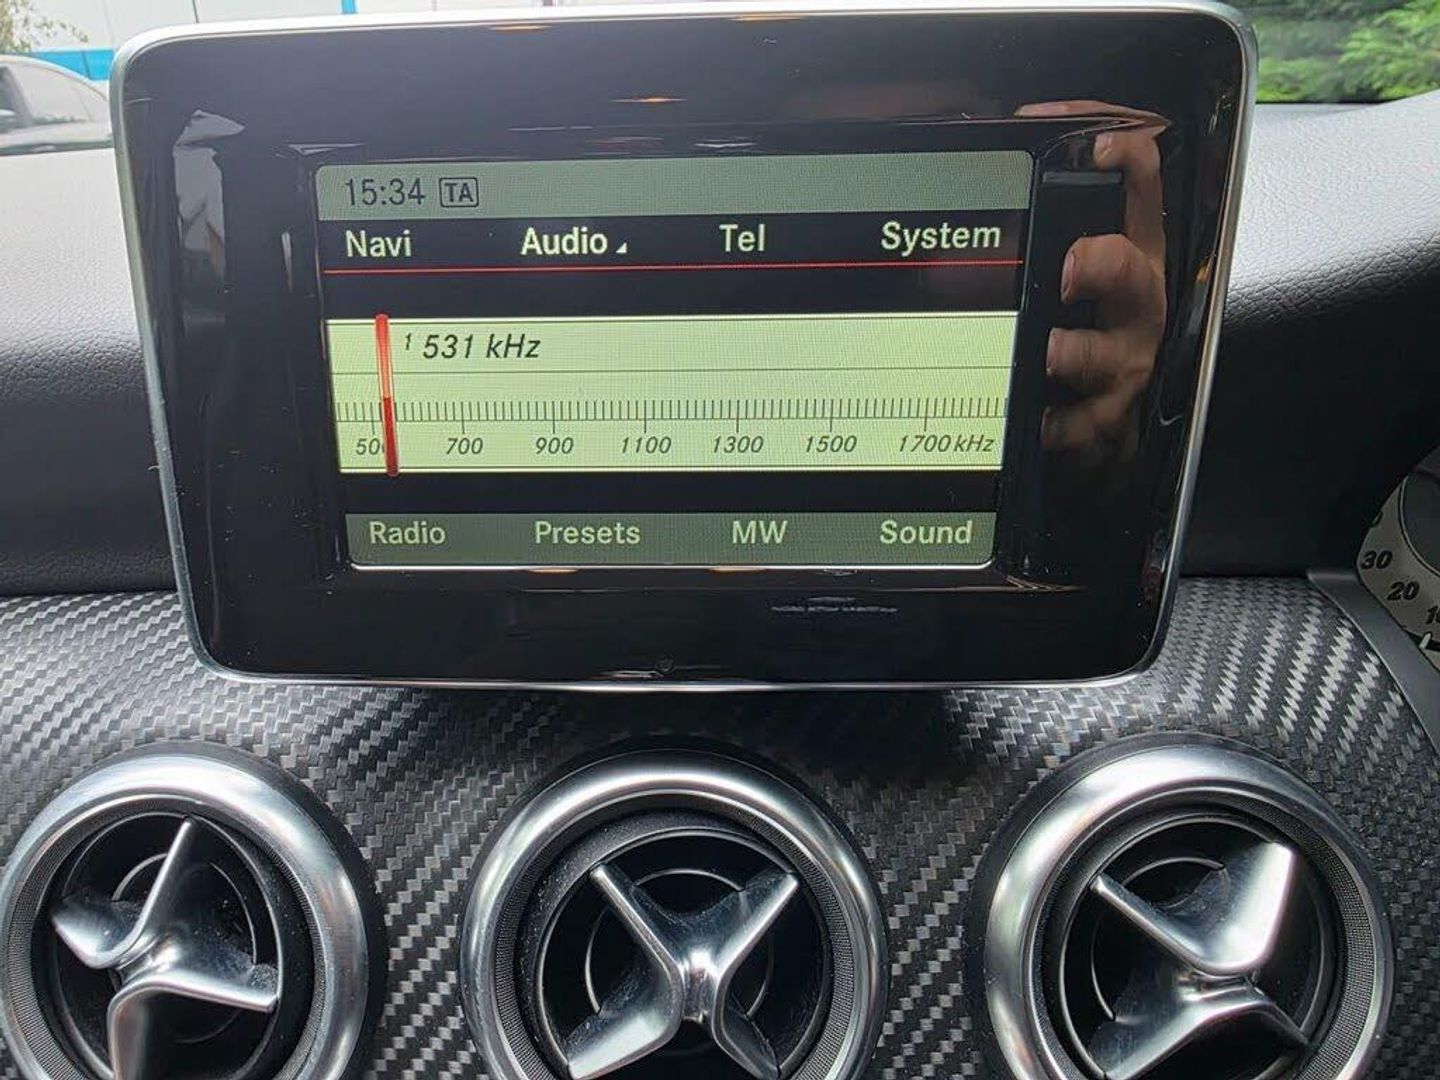 15:34 TA
Navi Audio Tel System
1 531 kHz
500 700 900 1100 1300 1500 1700 kHz
Radio Presets MW Sound
30
20